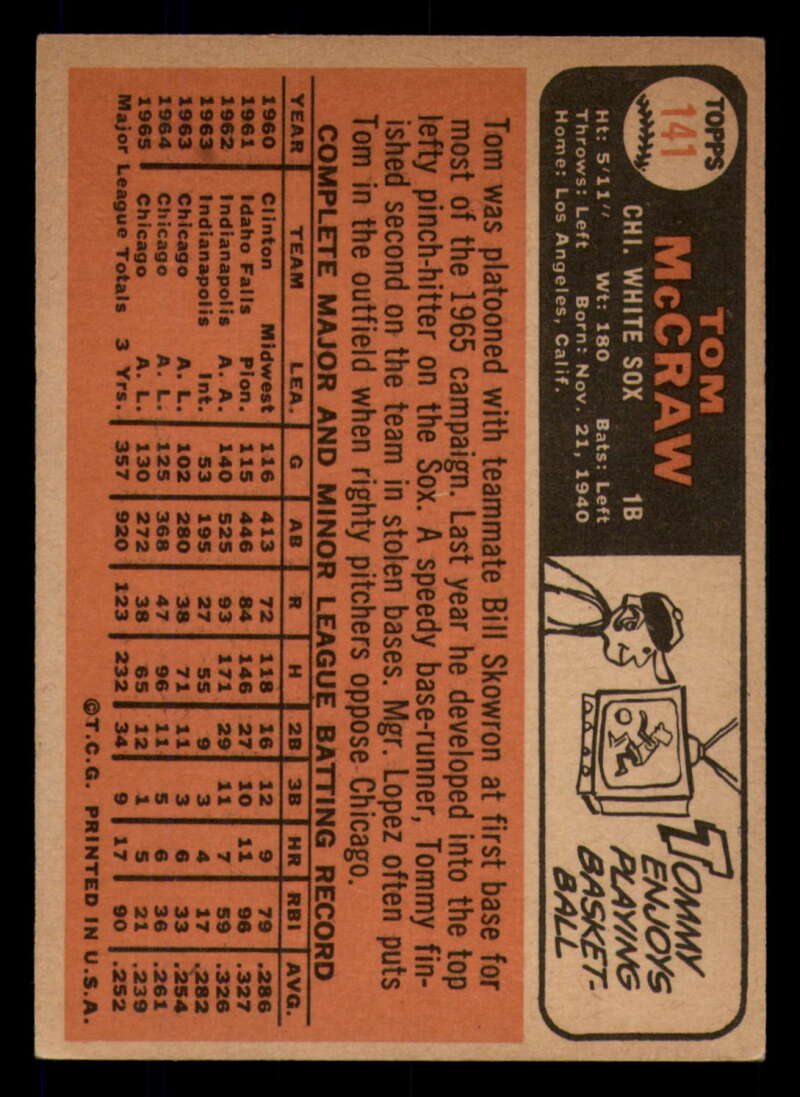 TOPPS
141
TOM
McCRAW
CHI. WHITE SOX 1B
Ht: 5'11" Wt: 180 Bats: Left
Throws: Left Born: Nov. 21, 1940
Home: Los Angeles, Calif.
TOMMY
ENJOYS
PLAYING
BASKET-
BALL
Tom was platooned with teammate Bill Skowron at first base for
most of the 1965 campaign. Last year he developed into the top
lefty pinch-hitter on the Sox. A speedy base-runner, Tommy fin-
ished second on the team in stolen bases. Mgr. Lopez often puts
Tom in the outfield when righty pitchers oppose Chicago.
COMPLETE MAJOR AND MINOR LEAGUE BATTING RECORD
YEAR TEAM LEA. G AB R H 2B 3B HR RBI AVG.
1960 Clinton Midwest 116 413 72 118 16 12 9 79 .286
1961 Idaho Falls Pion. 115 446 84 146 27 10 11 96 .327
1962 Indianapolis A. A. 140 525 93 171 29 11 7 59 .326
1963 Indianapolis Int. 53 195 27 55 9 3 4 17 .282
1963 Chicago A. L. 102 280 38 71 11 3 6 33 .254
1964 Chicago A. L. 125 368 47 96 11 5 6 36 .261
1965 Chicago A. L. 130 272 38 65 12 1 5 21 .239
Major League Totals 3 Yrs. 357 920 123 232 34 9 17 90 .252
©T.C.G. PRINTED IN U.S.A.